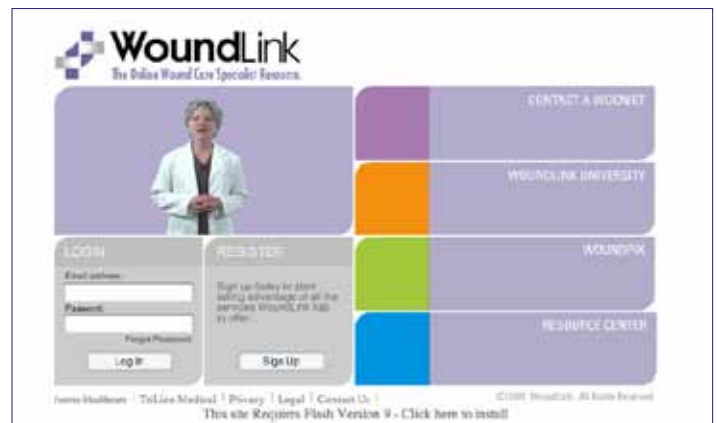 WoundLink
The Online Wound Care Specialist Resource.
CONTACT A
WOUNDLINK UNIVERSITY
WOUNDPIX
RESOURCE CENTER
LOGIN
Email address:
Password:
Forgot Password
Log In
REGISTER
Sign up today to start
taking advantage of all the
services WoundLink has
to offer.
Sign Up
Healthcare | TriLine Medical | Privacy | Legal | Contact Us |
WoundLink. All Rights Reserved
This site Requires Flash Version 9 - Click here to install